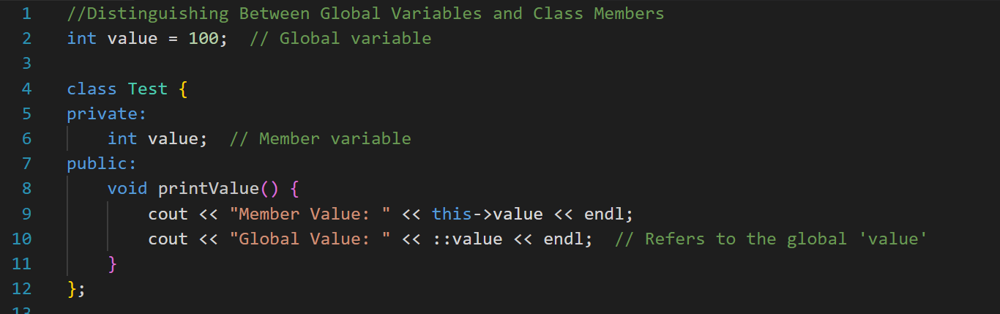 1 //Distinguishing Between Global Variables and Class Members
2 int value = 100;  // Global variable
3
4 class Test {
5 private:
6     int value;  // Member variable
7 public:
8     void printValue() {
9         cout << "Member Value: " << this->value << endl;
10         cout << "Global Value: " << ::value << endl;  // Refers to the global 'value'
11     }
12 };
13